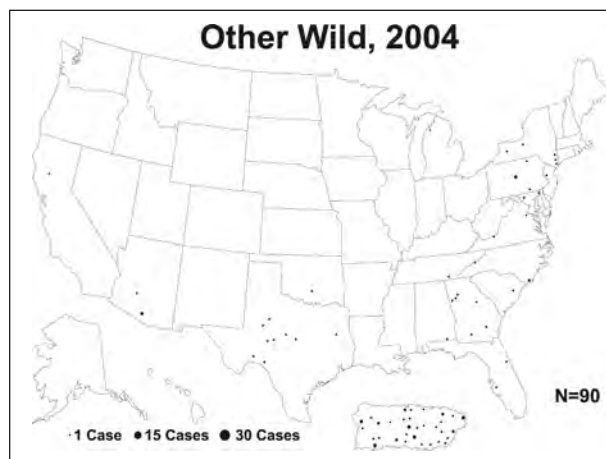 Other Wild, 2004
N=90
·1 Case •15 Cases ●30 Cases